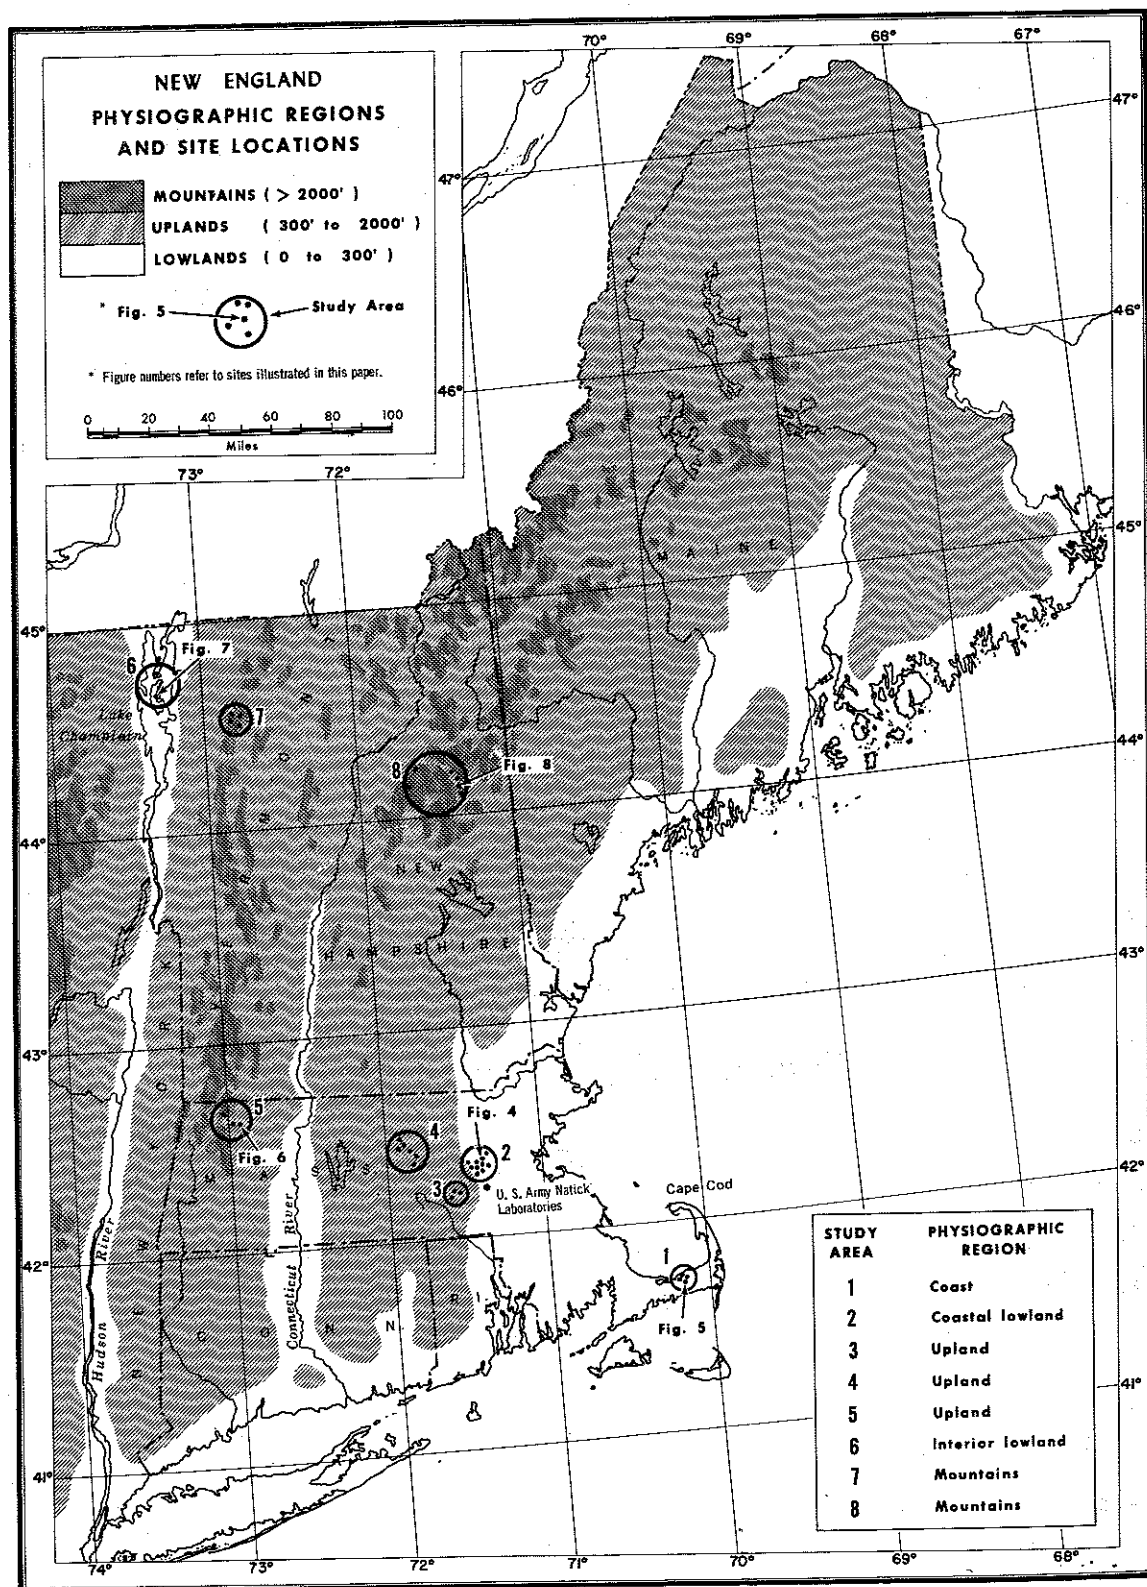 NEW ENGLAND
PHYSIOGRAPHIC REGIONS
AND SITE LOCATIONS
MOUNTAINS ( > 2000' )
UPLANDS ( 300' to 2000' )
LOWLANDS ( 0 to 300' )
* Fig. 5
Study Area
* Figure numbers refer to sites illustrated in this paper.
0 20 40 60 80 100
Miles
70° 69° 68° 67°
47°
47°
46°
46°
73° 72°
45°
MAINE
45°
6
Fig. 7
Lake
Champlain
7
8
Fig. 8
44°
44°
VERMONT
NEW
HAMPSHIRE
43°
43°
NEW YORK
Fig. 4
5
Fig. 6
4
2
3
U. S. Army Natick
Laboratories
MASS
42°
Cape Cod
1
Fig. 5
42°
Hudson River
Connecticut River
CONN
R I
41°
41°
74° 73° 72° 71° 70° 69° 68°
STUDY AREA PHYSIOGRAPHIC REGION
1 Coast
2 Coastal lowland
3 Upland
4 Upland
5 Upland
6 Interior lowland
7 Mountains
8 Mountains